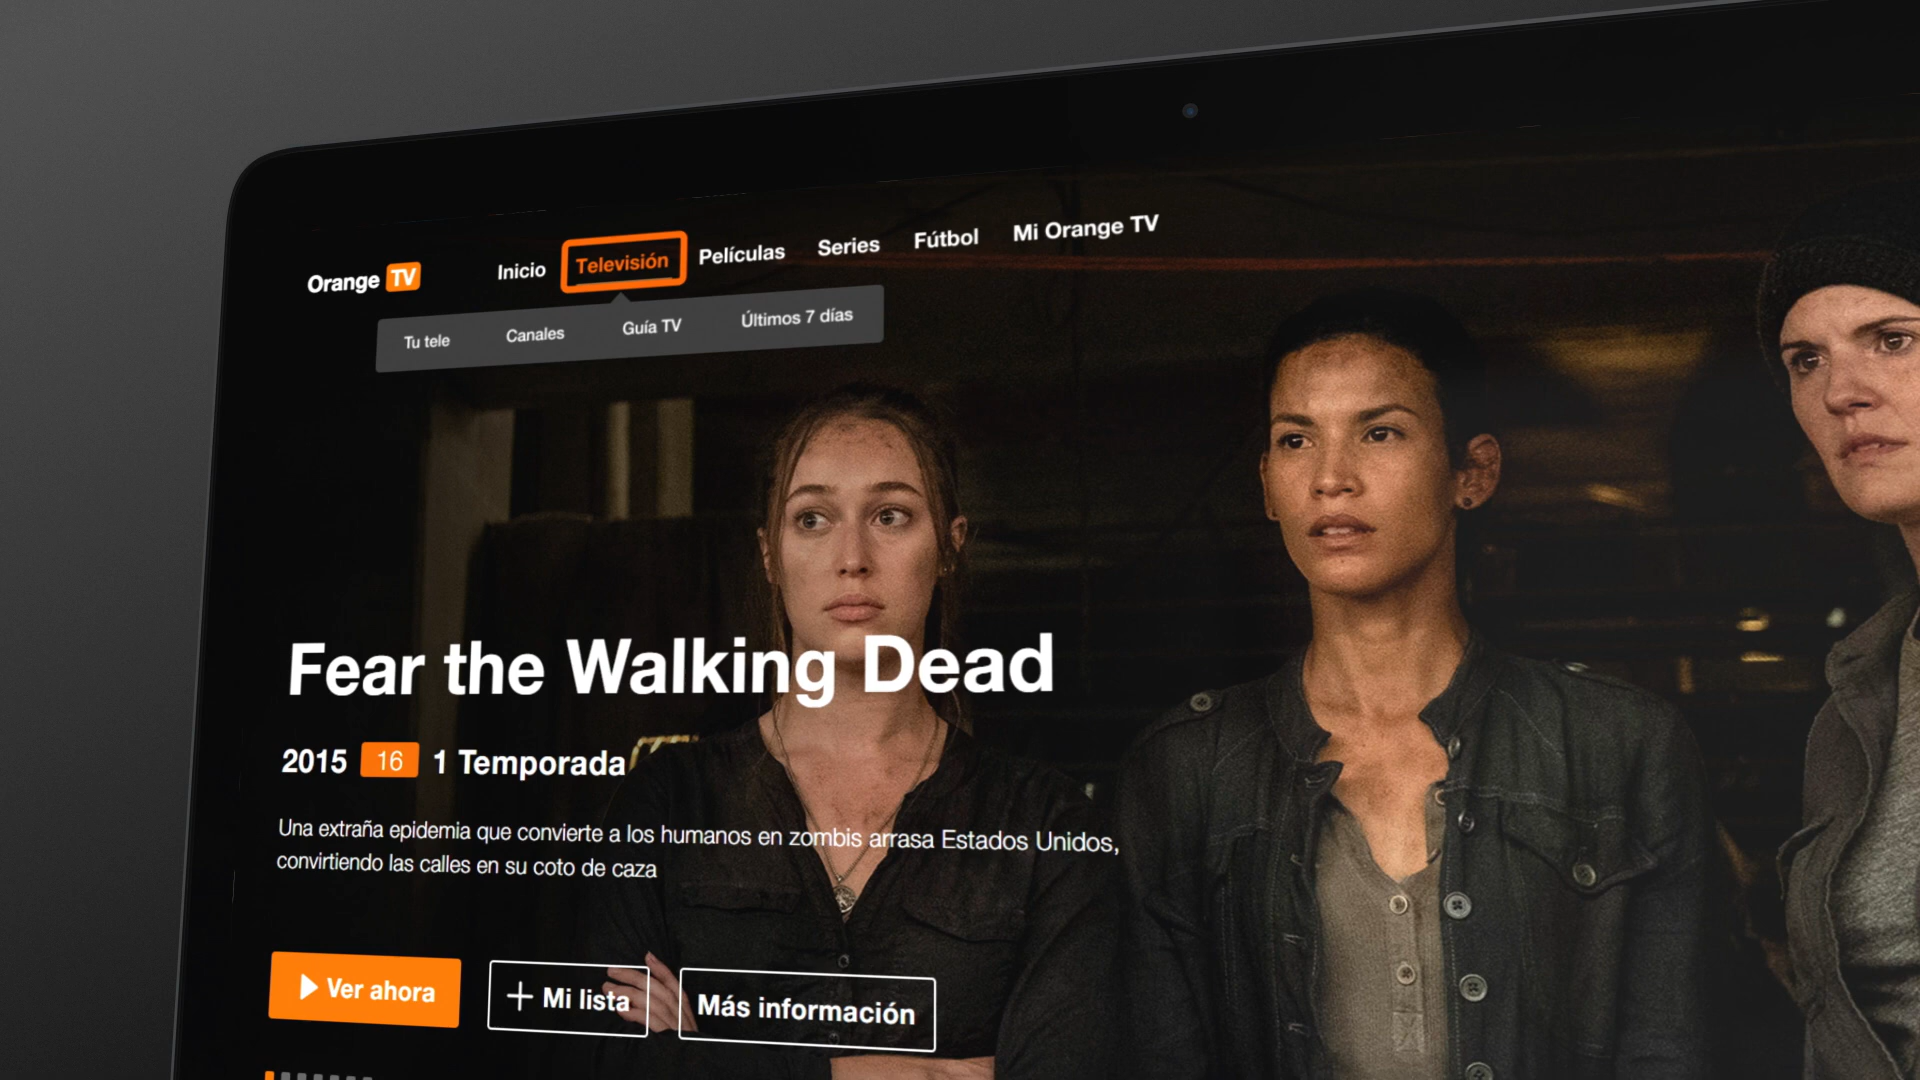 Orange TV
Inicio Televisión Películas Series Fútbol Mi Orange TV
Tu tele Canales Guía TV Últimos 7 días
Fear the Walking Dead
2015 16 1 Temporada
Una extraña epidemia que convierte a los humanos en zombis arrasa Estados Unidos,
convirtiendo las calles en su coto de caza
Ver ahora + Mi lista Más información